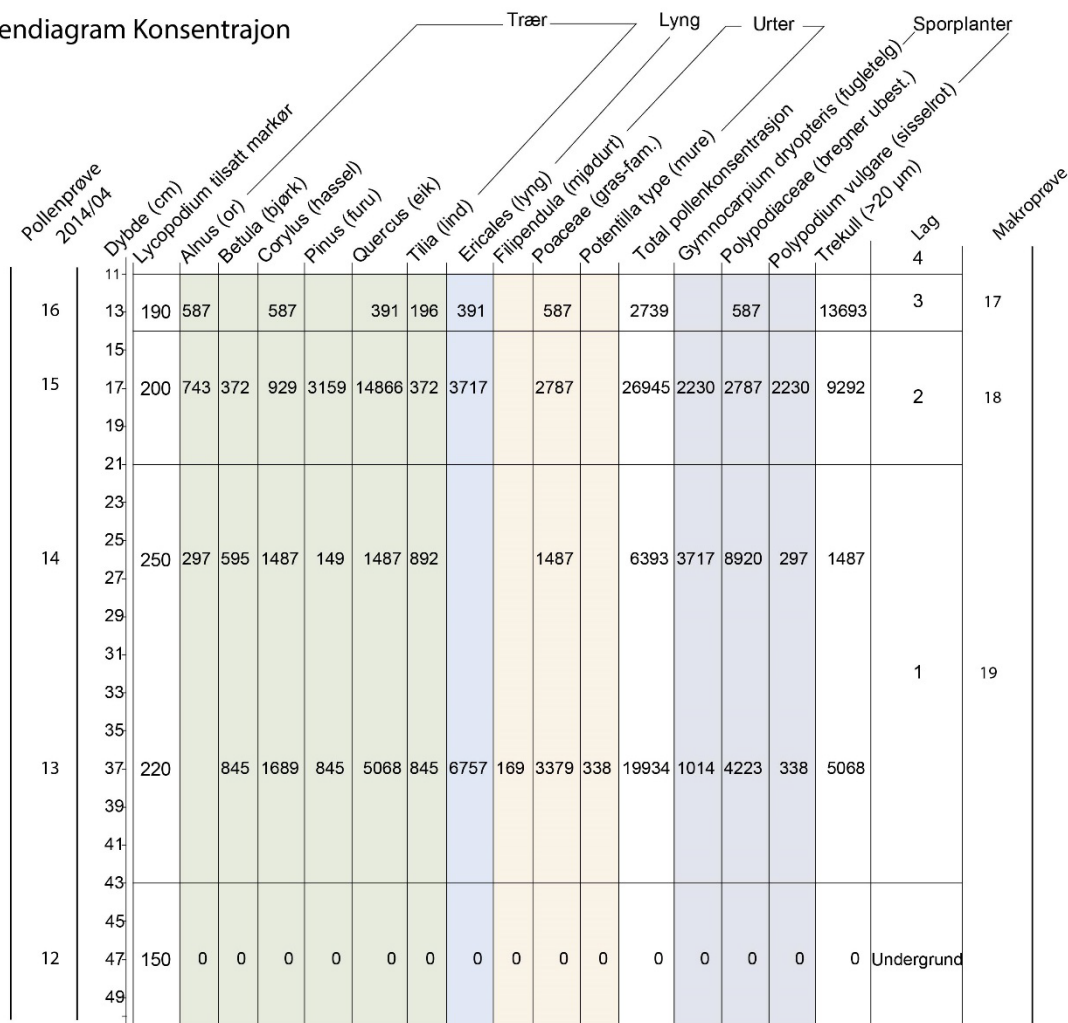 endiagram Konsentrajon
Trær Lyng Urter Sporplanter
Pollenprøve
2014/04
Dybde (cm)
Lycopodium tilsatt markør
Alnus (or)
Betula (bjørk)
Corylus (hassel)
Pinus (furu)
Quercus (eik)
Tilia (lind)
Ericales (lyng)
Filipendula (mjødurt)
Poaceae (gras-fam.)
Potentilla type (mure)
Total pollenkonsentrasjon
Gymnocarpium dryopteris (fugletelg)
Polypodiaceae (bregner ubest.)
Polypodium vulgare (sisselrot)
Trekull (>20 µm)
Lag
Makroprøve
11 4
16 13 190 587 587 391 196 391 587 2739 587 13693 3 17
15
15 17 200 743 372 929 3159 14866 372 3717 2787 26945 2230 2787 2230 9292 2 18
19
21
23
25
14 250 297 595 1487 149 1487 892 1487 6393 3717 8920 297 1487
27
29
31
1 19
33
35
13 37 220 845 1689 845 5068 845 6757 169 3379 338 19934 1014 4223 338 5068
39
41
43
45
12 47 150 0 0 0 0 0 0 0 0 0 0 0 0 0 0 0 Undergrund
49